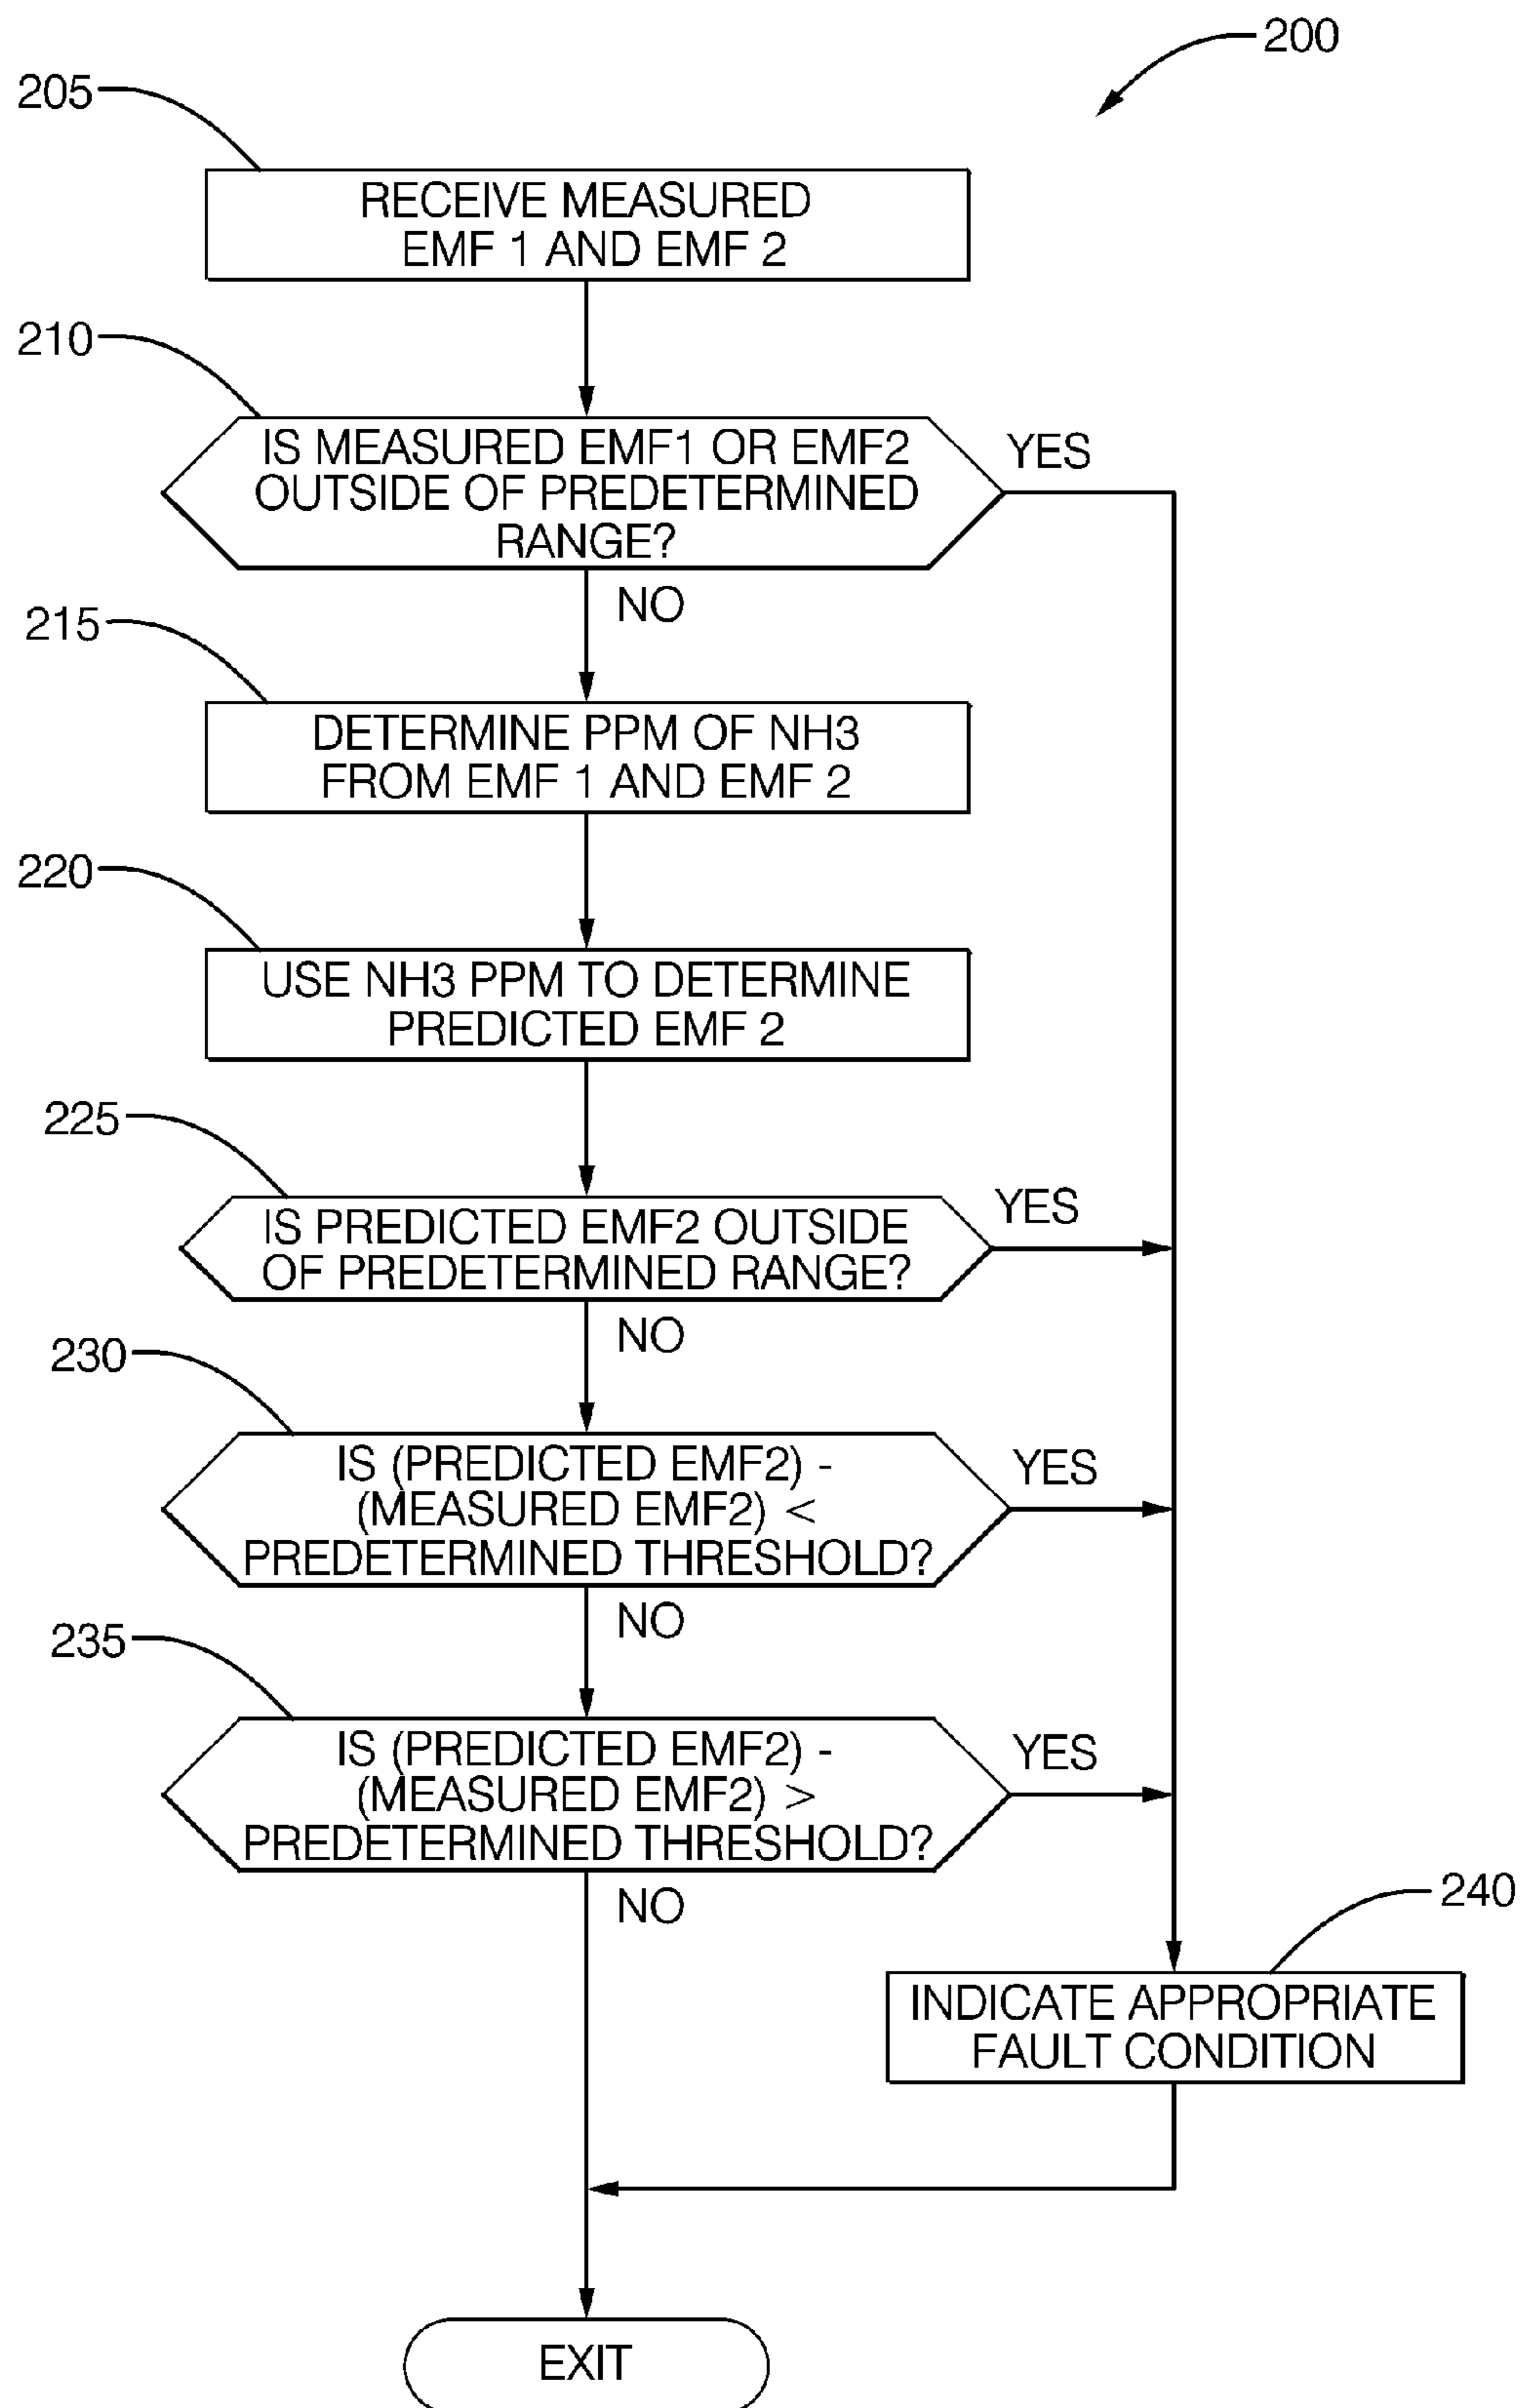 200
205
RECEIVE MEASURED
EMF 1 AND EMF 2
210
IS MEASURED EMF1 OR EMF2
OUTSIDE OF PREDETERMINED
RANGE?
YES
NO
215
DETERMINE PPM OF NH3
FROM EMF 1 AND EMF 2
220
USE NH3 PPM TO DETERMINE
PREDICTED EMF 2
225
IS PREDICTED EMF2 OUTSIDE
OF PREDETERMINED RANGE?
YES
NO
230
IS (PREDICTED EMF2) -
(MEASURED EMF2) <
PREDETERMINED THRESHOLD?
YES
NO
235
IS (PREDICTED EMF2) -
(MEASURED EMF2) >
PREDETERMINED THRESHOLD?
YES
NO
240
INDICATE APPROPRIATE
FAULT CONDITION
EXIT